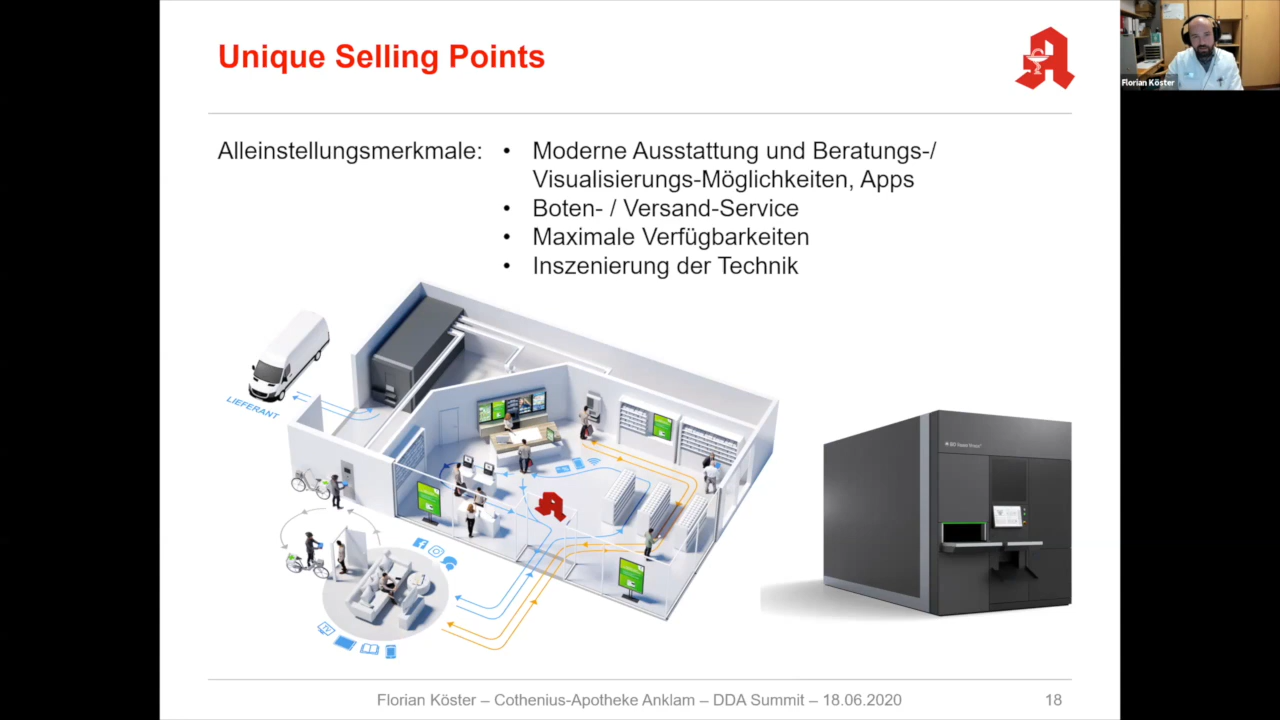 Unique Selling Points
Florian Köster
Alleinstellungsmerkmale:
• Moderne Ausstattung und Beratungs-/
Visualisierungs-Möglichkeiten, Apps
• Boten- / Versand-Service
• Maximale Verfügbarkeiten
• Inszenierung der Technik
LIEFERANT
TV
Florian Köster – Cothenius-Apotheke Anklam – DDA Summit – 18.06.2020
18